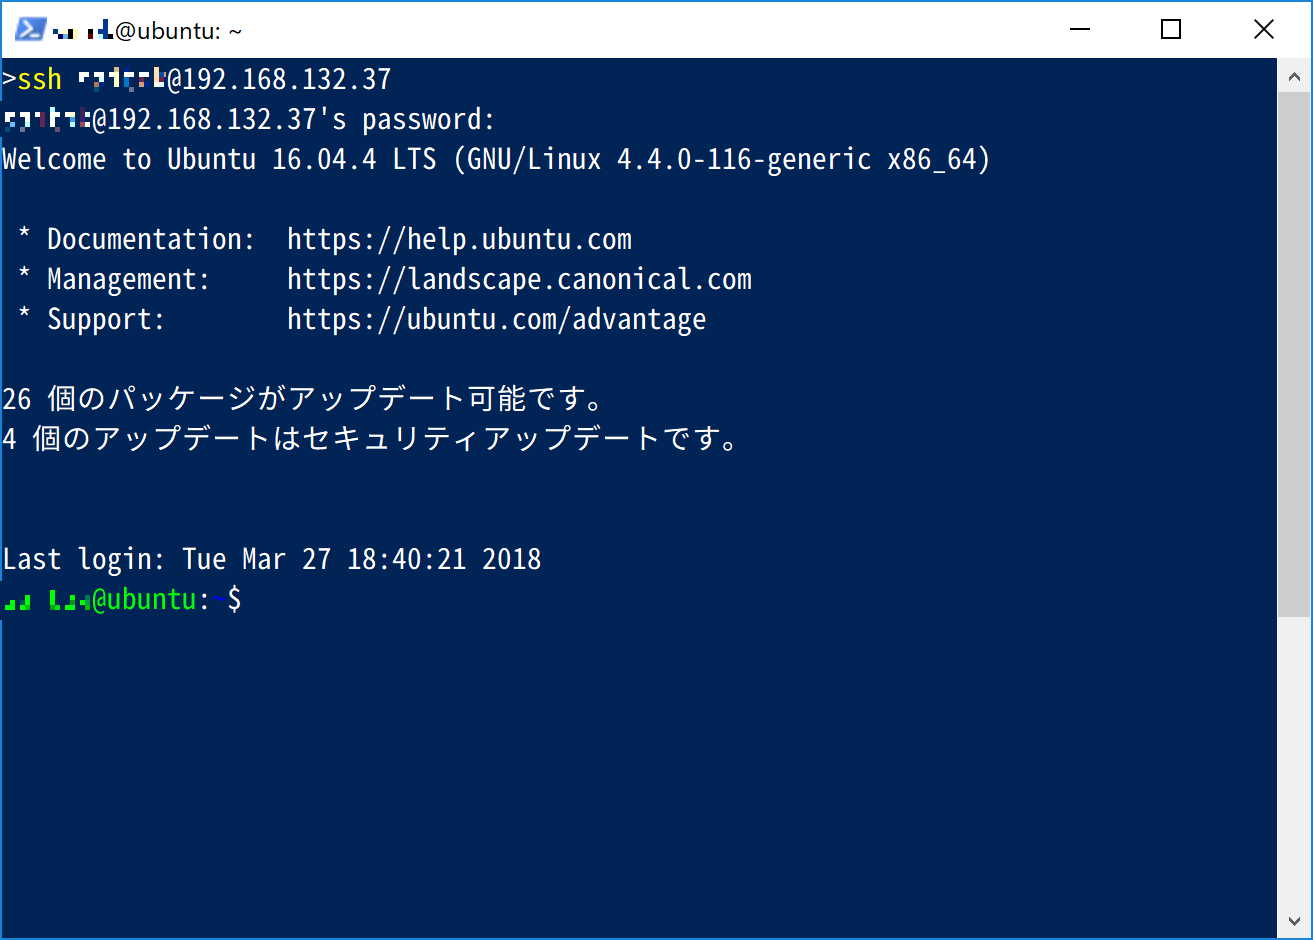 @ubuntu: ~
>ssh @192.168.132.37
@192.168.132.37's password:
Welcome to Ubuntu 16.04.4 LTS (GNU/Linux 4.4.0-116-generic x86_64)
* Documentation: https://help.ubuntu.com
* Management: https://landscape.canonical.com
* Support: https://ubuntu.com/advantage
26 個のパッケージがアップデート可能です。
4 個のアップデートはセキュリティアップデートです。
Last login: Tue Mar 27 18:40:21 2018
@ubuntu:~$